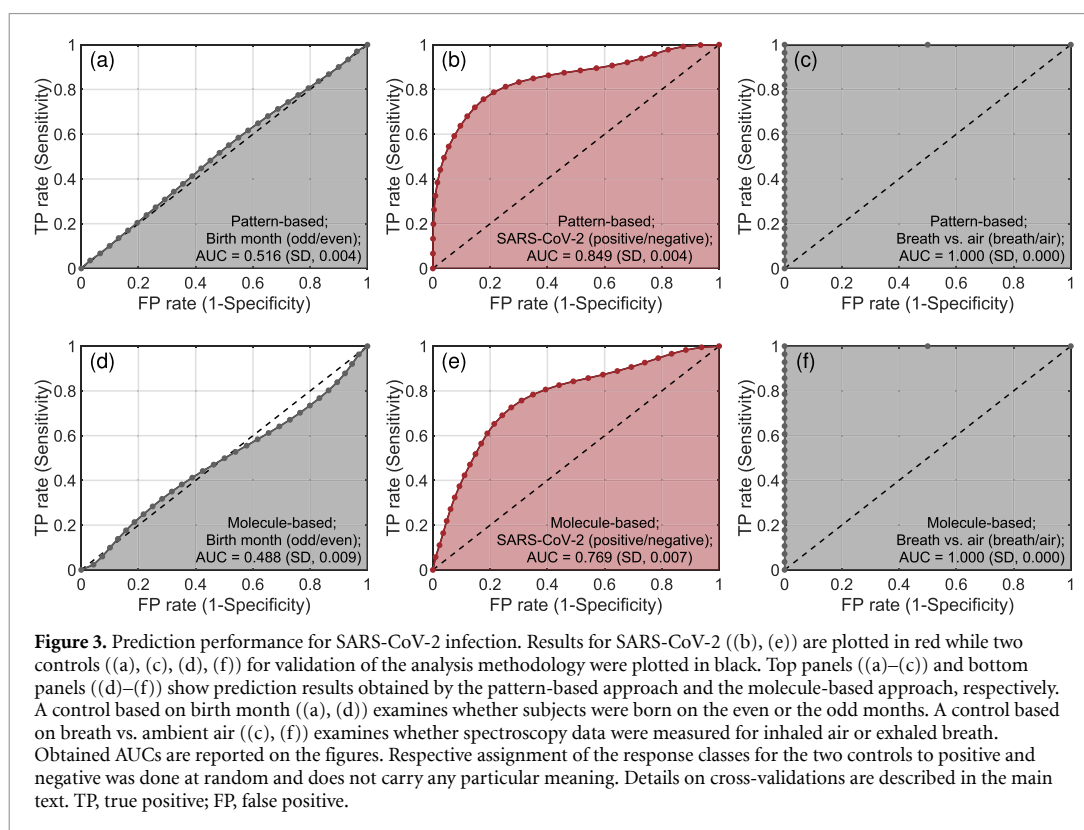 (a)
TP rate (Sensitivity)
1
0.8
0.6
0.4
0.2
0
Pattern-based;
Birth month (odd/even);
AUC = 0.516 (SD, 0.004)
0.2 0.4 0.6 0.8 1
FP rate (1-Specificity)
(b)
TP rate (Sensitivity)
1
0.8
0.6
0.4
0.2
0
Pattern-based;
SARS-CoV-2 (positive/negative);
AUC = 0.849 (SD, 0.004)
0.2 0.4 0.6 0.8 1
FP rate (1-Specificity)
(c)
TP rate (Sensitivity)
1
0.8
0.6
0.4
0.2
0
Pattern-based;
Breath vs. air (breath/air);
AUC = 1.000 (SD, 0.000)
0.2 0.4 0.6 0.8 1
FP rate (1-Specificity)
(d)
TP rate (Sensitivity)
1
0.8
0.6
0.4
0.2
0
Molecule-based;
Birth month (odd/even);
AUC = 0.488 (SD, 0.009)
0.2 0.4 0.6 0.8 1
FP rate (1-Specificity)
(e)
TP rate (Sensitivity)
1
0.8
0.6
0.4
0.2
0
Molecule-based;
SARS-CoV-2 (positive/negative);
AUC = 0.769 (SD, 0.007)
0.2 0.4 0.6 0.8 1
FP rate (1-Specificity)
(f)
TP rate (Sensitivity)
1
0.8
0.6
0.4
0.2
0
Molecule-based;
Breath vs. air (breath/air);
AUC = 1.000 (SD, 0.000)
0.2 0.4 0.6 0.8 1
FP rate (1-Specificity)
Figure 3. Prediction performance for SARS-CoV-2 infection. Results for SARS-CoV-2 ((b), (e)) are plotted in red while two
controls ((a), (c), (d), (f)) for validation of the analysis methodology were plotted in black. Top panels ((a)–(c)) and bottom
panels ((d)–(f)) show prediction results obtained by the pattern-based approach and the molecule-based approach, respectively.
A control based on birth month ((a), (d)) examines whether subjects were born on the even or the odd months. A control based
on breath vs. ambient air ((c), (f)) examines whether spectroscopy data were measured for inhaled air or exhaled breath.
Obtained AUCs are reported on the figures. Respective assignment of the response classes for the two controls to positive and
negative was done at random and does not carry any particular meaning. Details on cross-validations are described in the main
text. TP, true positive; FP, false positive.